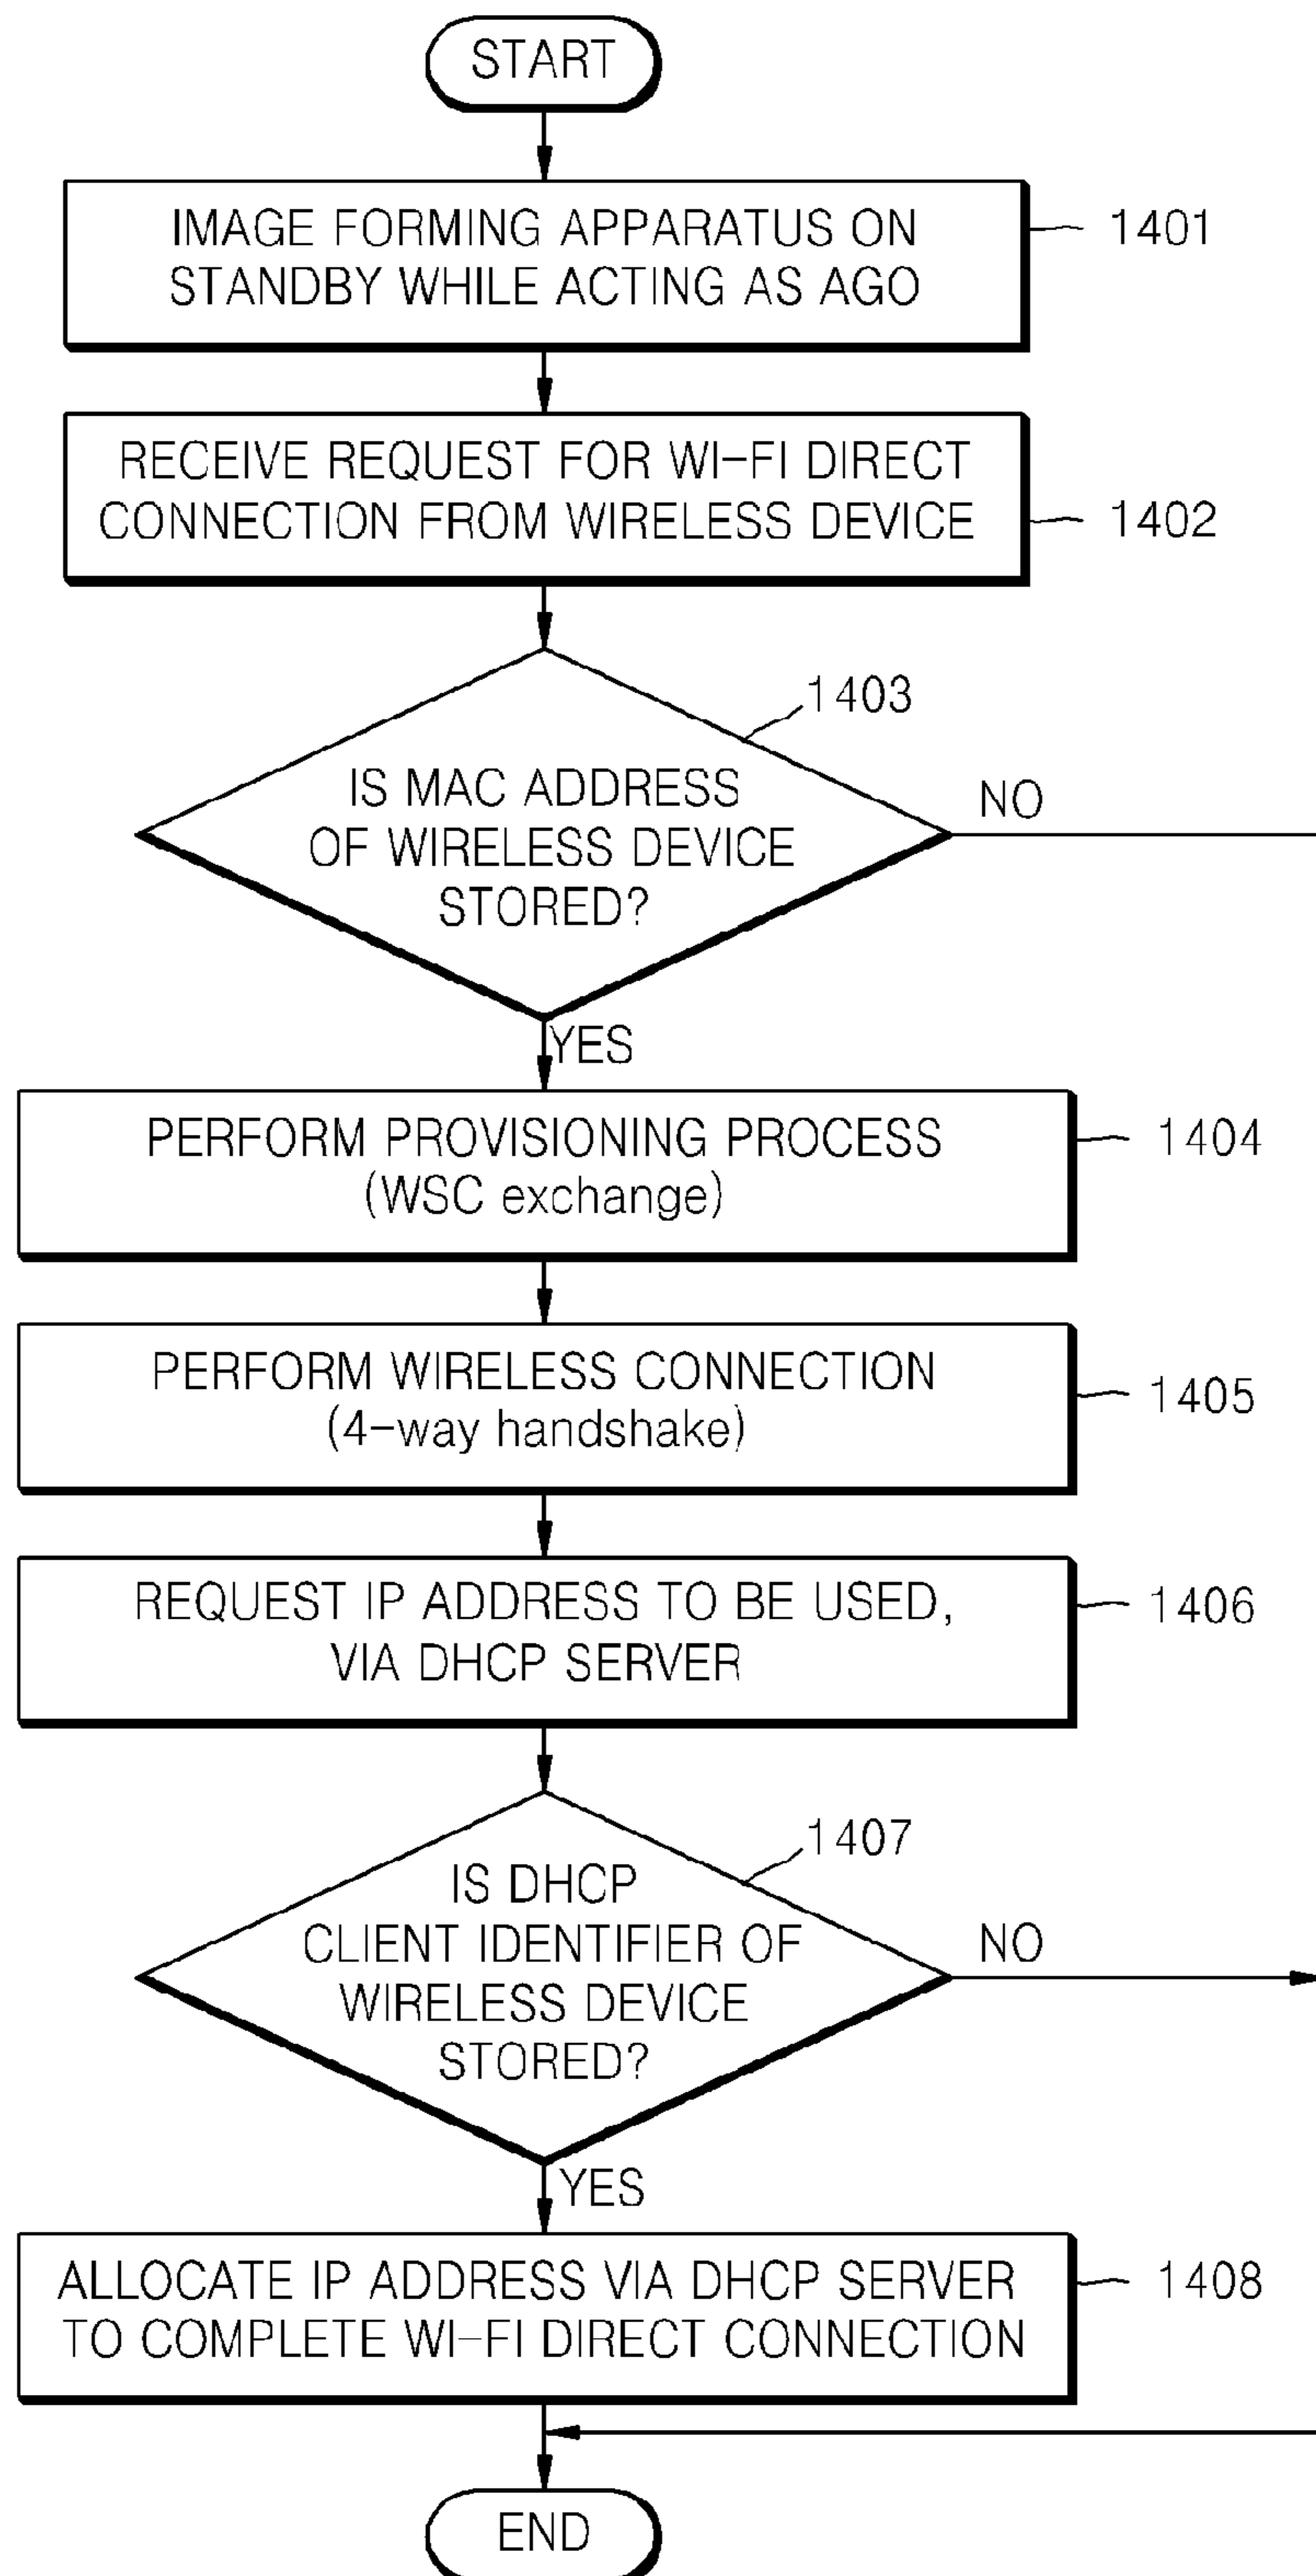 START
IMAGE FORMING APPARATUS ON
STANDBY WHILE ACTING AS AGO
1401
RECEIVE REQUEST FOR WI-FI DIRECT
CONNECTION FROM WIRELESS DEVICE
1402
1403
IS MAC ADDRESS
OF WIRELESS DEVICE
STORED?
NO
YES
PERFORM PROVISIONING PROCESS
(WSC exchange)
1404
PERFORM WIRELESS CONNECTION
(4-way handshake)
1405
REQUEST IP ADDRESS TO BE USED,
VIA DHCP SERVER
1406
1407
IS DHCP
CLIENT IDENTIFIER OF
WIRELESS DEVICE
STORED?
NO
YES
ALLOCATE IP ADDRESS VIA DHCP SERVER
TO COMPLETE WI-FI DIRECT CONNECTION
1408
END